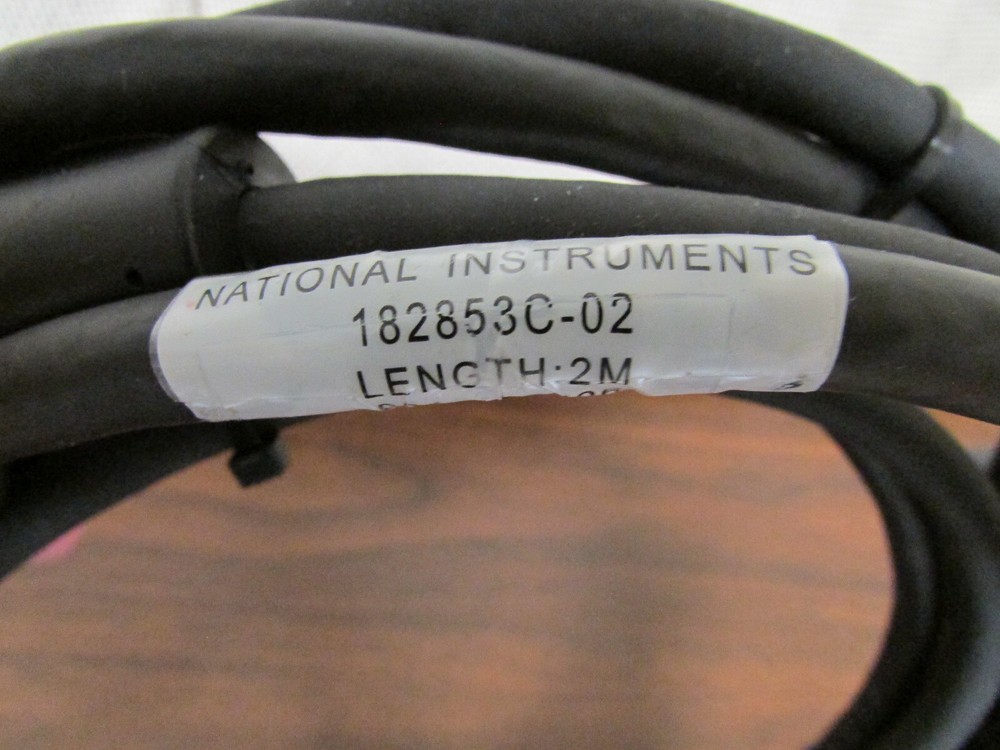 NATIONAL INSTRUMENTS
182853C-02
LENGTH:2M